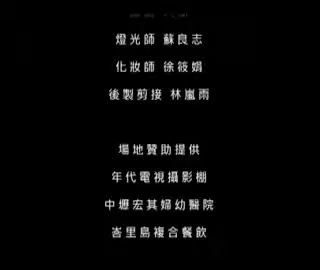 燈光師 蘇良志
化妝師 徐筱娟
後製剪接 林嵐雨
場地贊助提供
年代電視攝影棚
中壢宏其婦幼醫院
峇里島複合餐飲